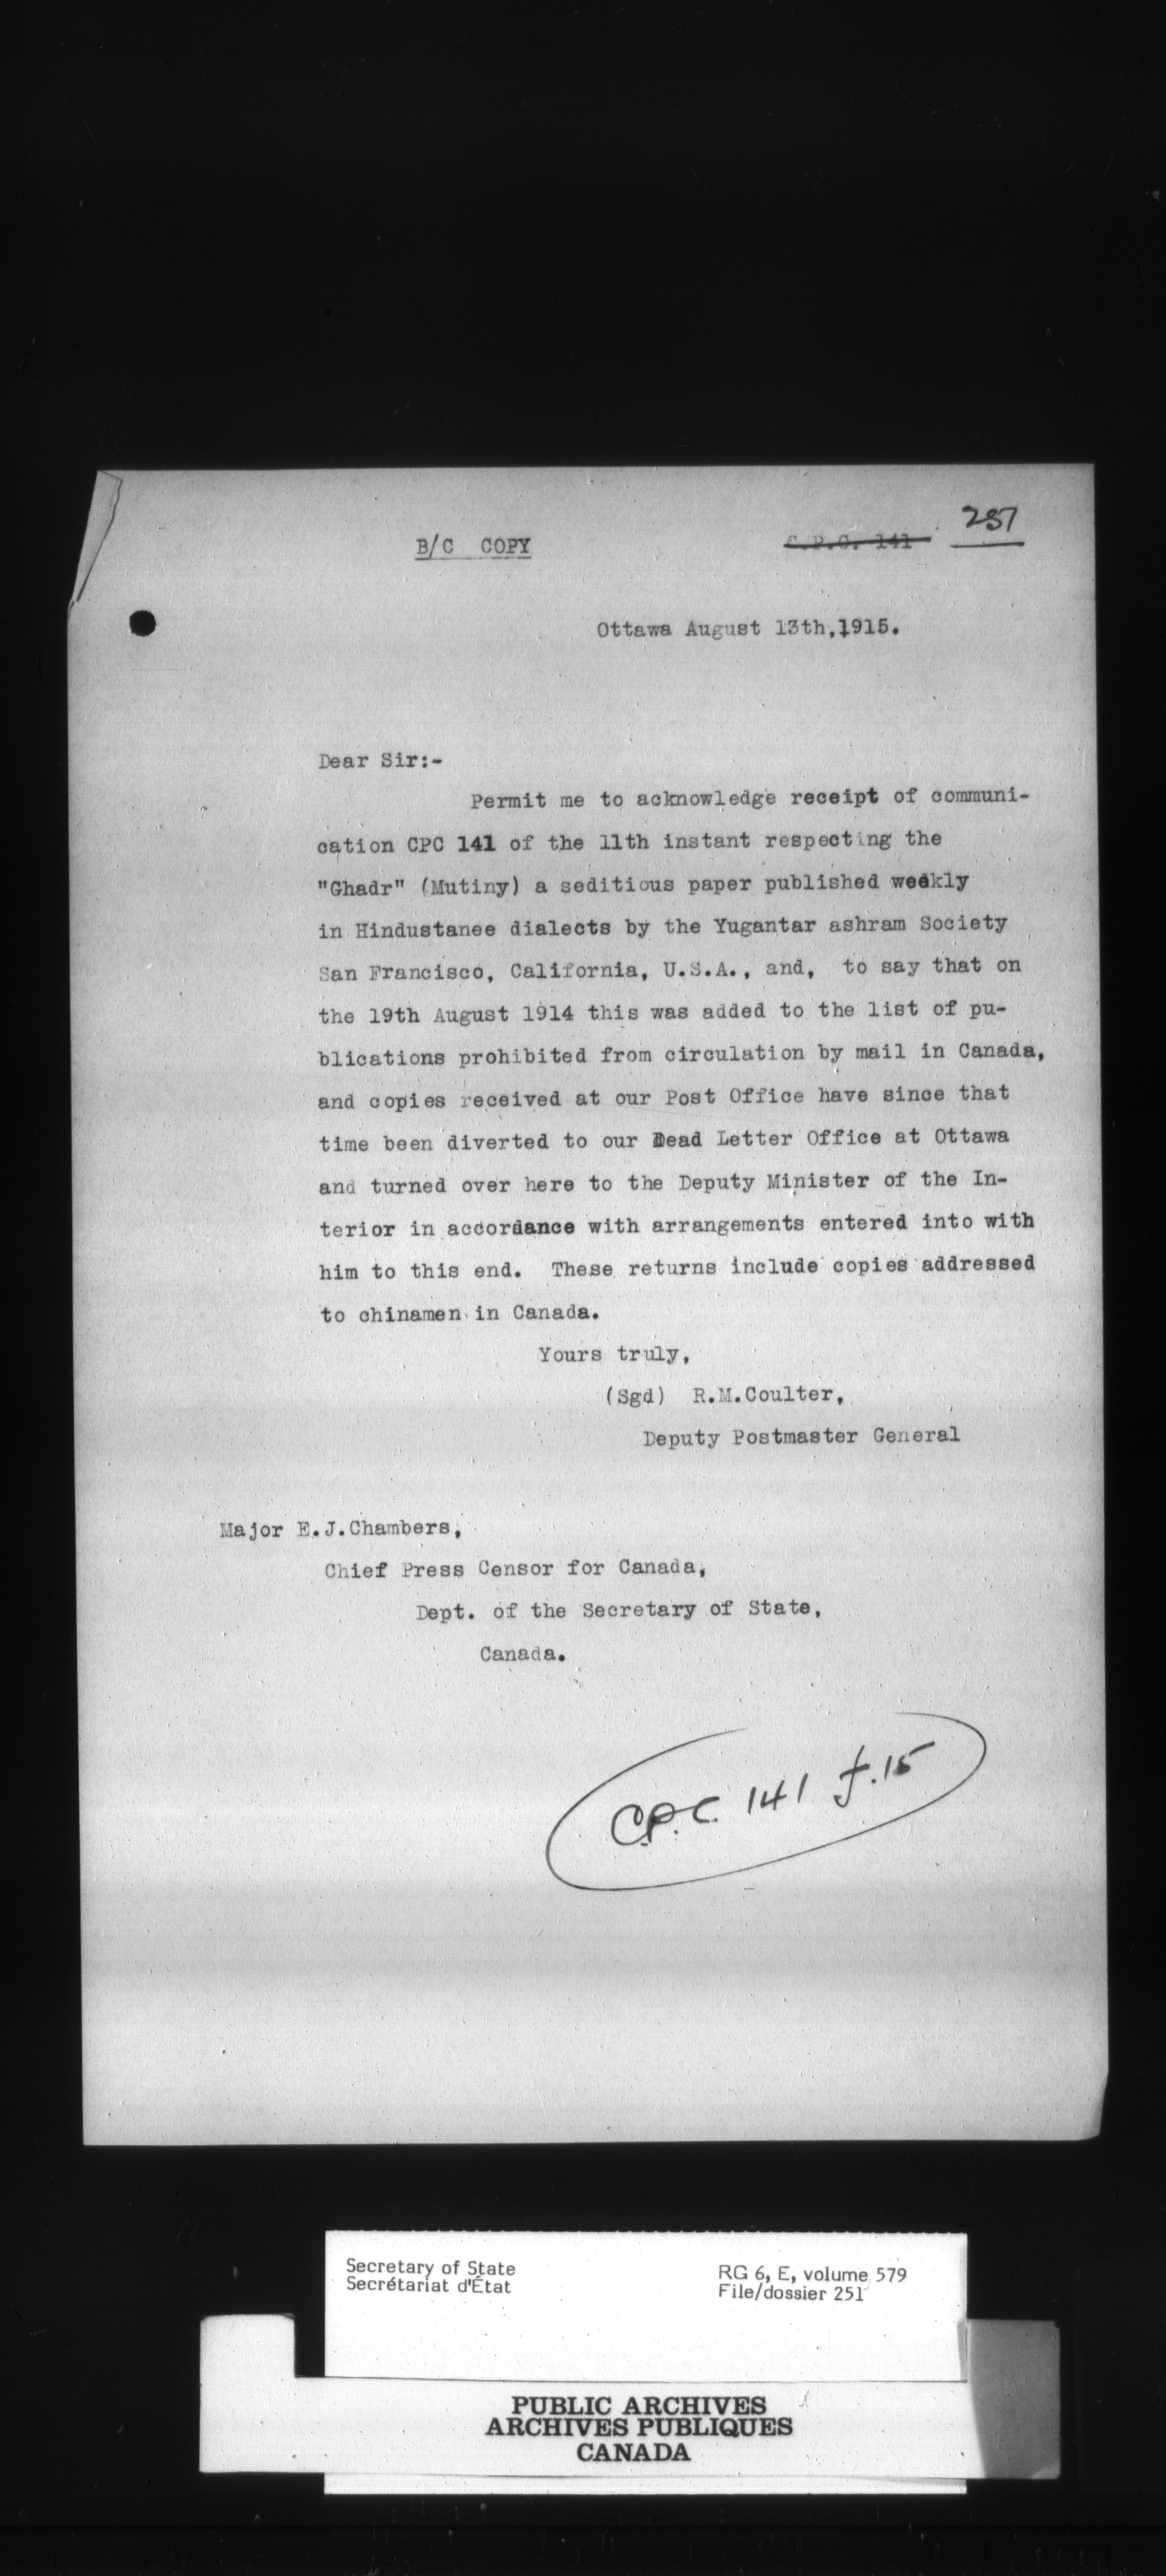 251
B/C COPY C.P.C. 141
Ottawa August 13th,1915.
Dear Sir:-
Permit me to acknowledge receipt of communi-
cation CPC 141 of the 11th instant respecting the
"Ghadr" (Mutiny) a seditious paper published weekly
in Hindustanee dialects by the Yugantar ashram Society
San Francisco, California, U.S.A., and, to say that on
the 19th August 1914 this was added to the list of pu-
blications prohibited from circulation by mail in Canada,
and copies received at our Post Office have since that
time been diverted to our Dead Letter Office at Ottawa
and turned over here to the Deputy Minister of the In-
terior in accordance with arrangements entered into with
him to this end. These returns include copies addressed
to chinamen in Canada.
Yours truly,
(Sgd) R.M.Coulter,
Deputy Postmaster General
Major E.J.Chambers,
Chief Press Censor for Canada,
Dept. of the Secretary of State,
Canada.
C.P.C. 141 f.15
Secretary of State RG 6, E, volume 579
Secrétariat d'État File/dossier 251
PUBLIC ARCHIVES
ARCHIVES PUBLIQUES
CANADA